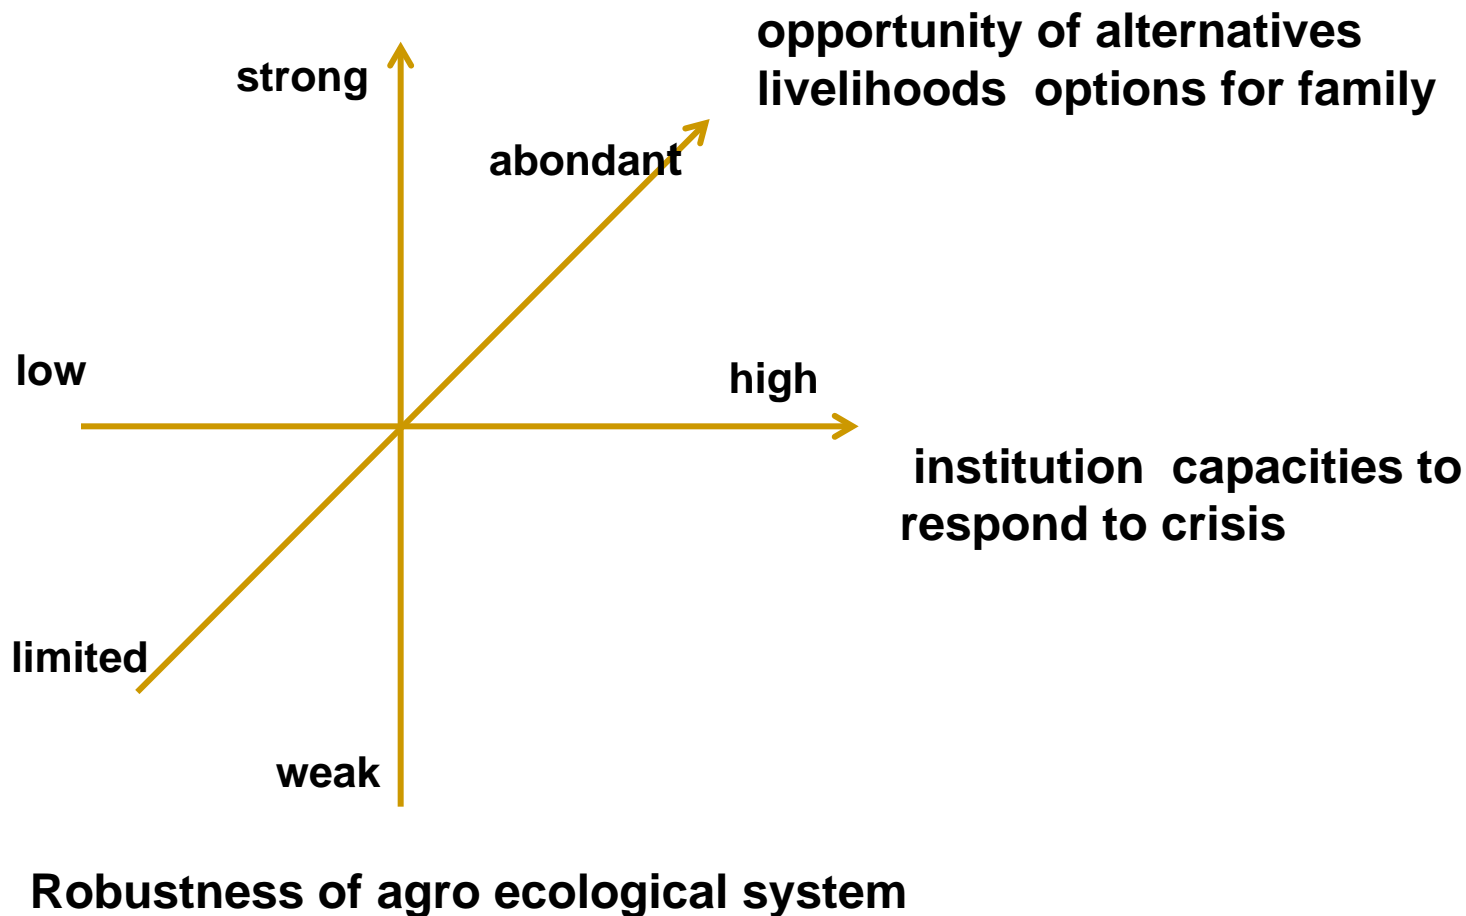 opportunity of alternatives
livelihoods options for family
strong
abondant
low
high
institution capacities to
respond to crisis
limited
weak
Robustness of agro ecological system